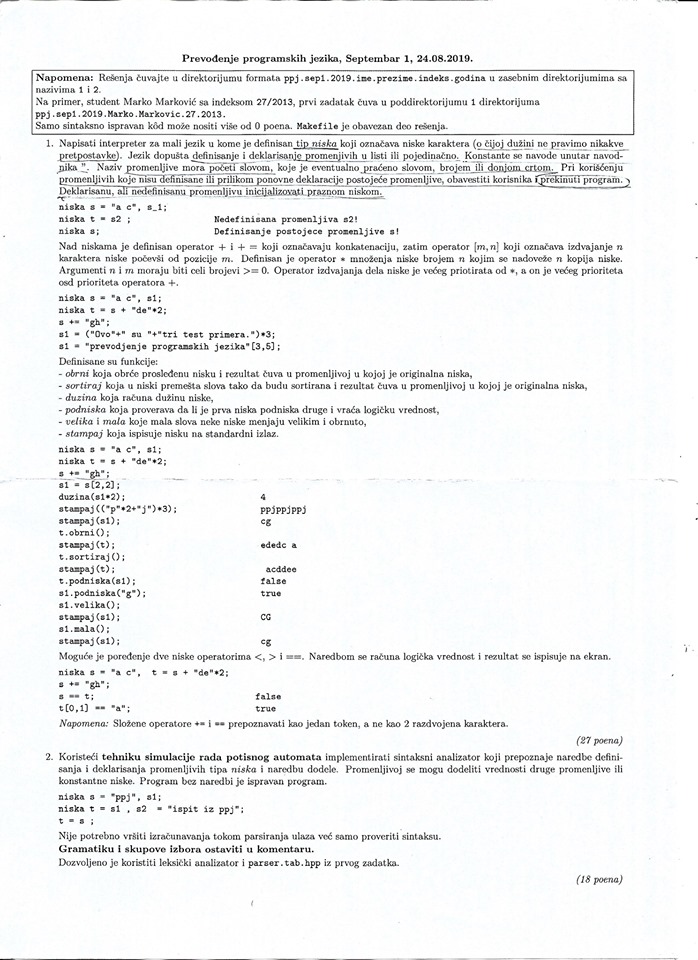 Prevođenje programskih jezika, Septembar 1, 24.08.2019.
Napomena: Rešenja čuvajte u direktorijumu formata ppj.sep1.2019.ime.prezime.indeks.godina u zasebnim direktorijumima sa
nazivima 1 i 2.
Na primer, student Marko Marković sa indeksom 27/2013, prvi zadatak čuva u poddirektorijumu 1 direktorijuma
ppj.sep1.2019.Marko.Markovic.27.2013.
Samo sintaksno ispravan kôd može nositi više od 0 poena. Makefile je obavezan deo rešenja.
1. Napisati interpreter za mali jezik u kome je definisan tip niska koji označava niske karaktera (o čijoj dužini ne pravimo nikakve
pretpostavke). Jezik dopušta definisanje i deklarisanje promenjivih u listi ili pojedinačno. Konstante se navode unutar navod-
nika ". Naziv promenljive mora početi slovom, koje je eventualno praćeno slovom, brojem ili donjom crtom. Pri korišćenju
promenljivih koje nisu definisane ili prilikom ponovne deklaracije postojeće promenljive, obavestiti korisnika i prekinuti program.
Deklarisanu, ali nedefinisanu promenljivu inicijalizovati praznom niskom.
niska s = "a c", s_1;
niska t = s2 ; Nedefinisana promenljiva s2!
niska s; Definisanje postojece promenljive s!
Nad niskama je definisan operator + i + = koji označavaju konkatenaciju, zatim operator [m, n] koji označava izdvajanje n
karaktera niske počevši od pozicije m. Definisan je operator * množenja niske brojem n kojim se nadoveže n kopija niske.
Argumenti n i m moraju biti celi brojevi >= 0. Operator izdvajanja dela niske je većeg priotirata od *, a on je većeg prioriteta
osd prioriteta operatora +.
niska s = "a c", s1;
niska t = s + "de"*2;
s += "gh";
s1 = ("Ovo"+" su "+"tri test primera.")*3;
s1 = "prevodjenje programskih jezika"[3,5];
Definisane su funkcije:
- obrni koja obrće prosleđenu nisku i rezultat čuva u promenljivoj u kojoj je originalna niska,
- sortiraj koja u niski premešta slova tako da budu sortirana i rezultat čuva u promenljivoj u kojoj je originalna niska,
- duzina koja računa dužinu niske,
- podniska koja proverava da li je prva niska podniska druge i vraća logičku vrednost,
- velika i mala koje mala slova neke niske menjaju velikim i obrnuto,
- stampaj koja ispisuje nisku na standardni izlaz.
niska s = "a c", s1;
niska t = s + "de"*2;
s += "gh";
s1 = s[2,2];
duzina(s1*2); 4
stampaj(("p"*2+"j")*3); ppjppjppj
stampaj(s1); cg
t.obrni();
stampaj(t); ededc a
t.sortiraj();
stampaj(t); acddee
t.podniska(s1); false
s1.podniska("g"); true
s1.velika();
stampaj(s1); CG
s1.mala();
stampaj(s1); cg
Moguće je poređenje dve niske operatorima <, > i ==. Naredbom se računa logička vrednost i rezultat se ispisuje na ekran.
niska s = "a c", t = s + "de"*2;
s += "gh";
s == t; false
t[0,1] == "a"; true
Napomena: Složene operatore += i == prepoznavati kao jedan token, a ne kao 2 razdvojena karaktera.
(27 poena)
2. Koristeći tehniku simulacije rada potisnog automata implementirati sintaksni analizator koji prepoznaje naredbe defini-
sanja i deklarisanja promenljivih tipa niska i naredbu dodele. Promenljivoj se mogu dodeliti vrednosti druge promenljive ili
konstantne niske. Program bez naredbi je ispravan program.
niska s = "ppj", s1;
niska t = s1 , s2 = "ispit iz ppj";
t = s ;
Nije potrebno vršiti izračunavanja tokom parsiranja ulaza već samo proveriti sintaksu.
Gramatiku i skupove izbora ostaviti u komentaru.
Dozvoljeno je koristiti leksički analizator i parser.tab.hpp iz prvog zadatka.
(18 poena)